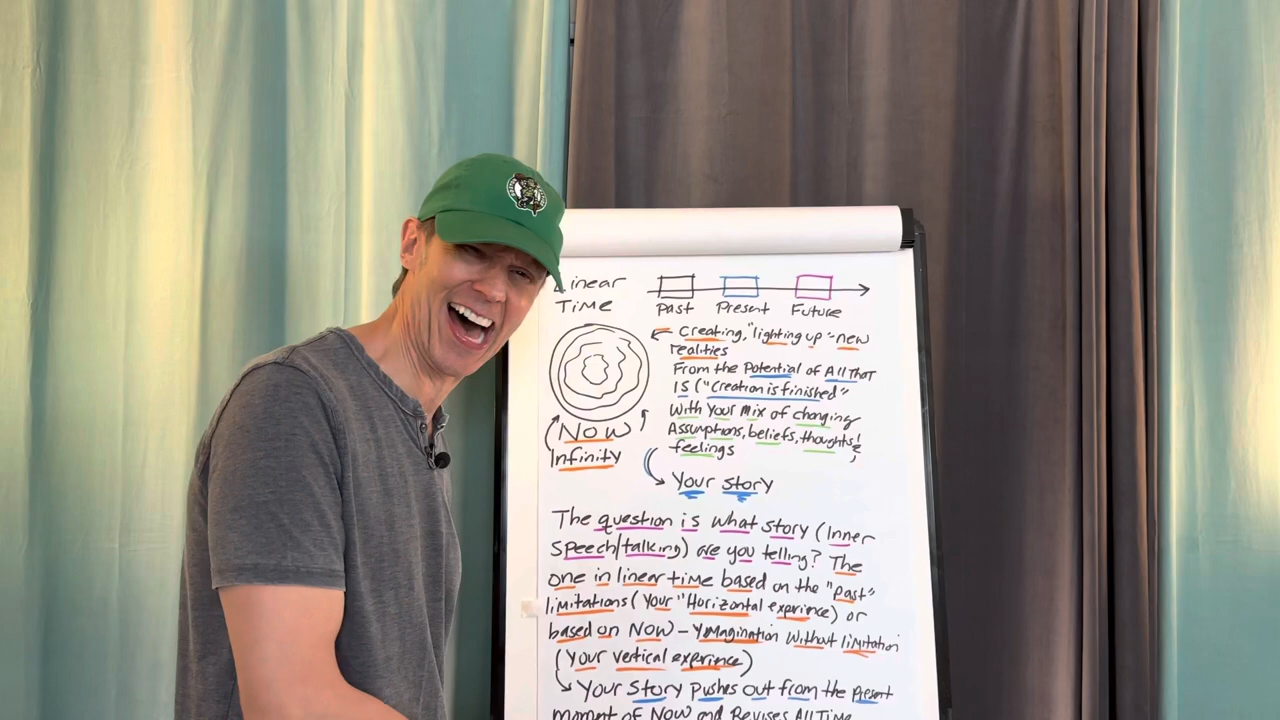 Linear
Time
Past
Present
Future
Creating, "lighting up" - new
realities
From the Potential of All That
IS ("Creation is finished"
With your mix of changing
Assumptions, beliefs, thoughts &
feelings
NOW
Infinity
Your story
The question is what story (Inner
Speech/talking) are you telling? The
one in linear time based on the "past"
limitations (Your "Horizontal exprince) or
based on NOW - Ymagination without limitation
(Your vertical exprince)
Your Story pushes out from the present
moment of NOW and Revises All Time